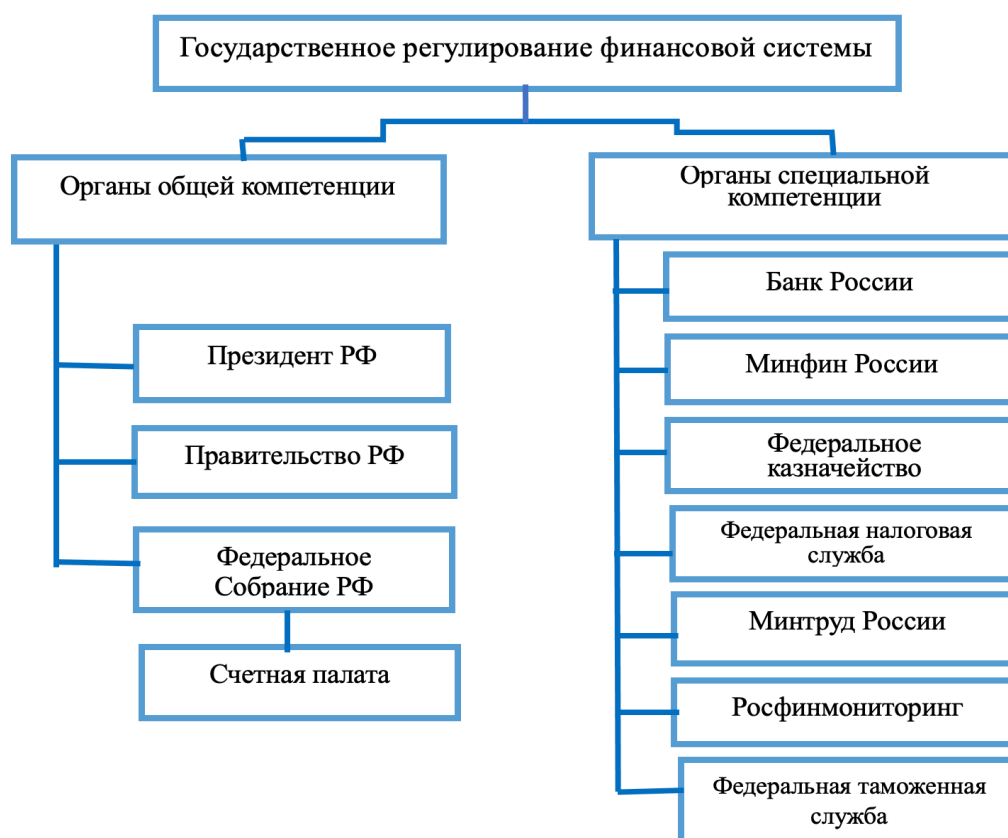 Государственное регулирование финансовой системы
Органы общей компетенции
Президент РФ
Правительство РФ
Федеральное
Собрание РФ
Счетная палата
Органы специальной
компетенции
Банк России
Минфин России
Федеральное
казначейство
Федеральная налоговая
служба
Минтруд России
Росфинмониторинг
Федеральная таможенная
служба